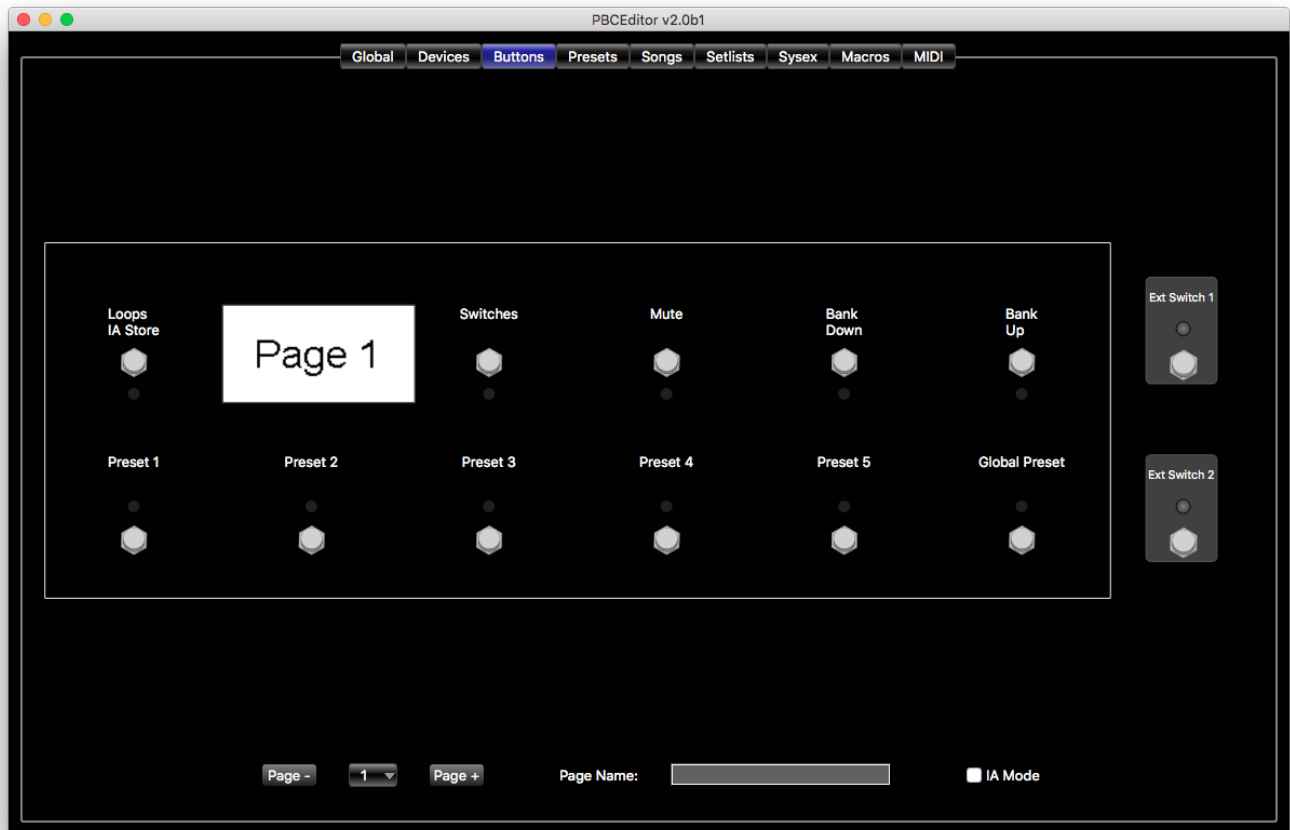 PBCEditor v2.0b1
Global Devices Buttons Presets Songs Setlists Sysex Macros MIDI
Loops
IA Store
Page 1
Switches
Mute
Bank
Down
Bank
Up
Ext Switch 1
Preset 1
Preset 2
Preset 3
Preset 4
Preset 5
Global Preset
Ext Switch 2
Page - 1 Page + Page Name: IA Mode